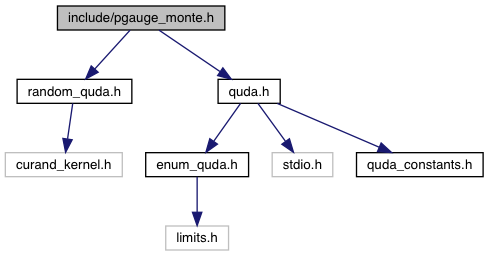 include/pgauge_monte.h
random_quda.h
quda.h
curand_kernel.h
enum_quda.h
stdio.h
quda_constants.h
limits.h